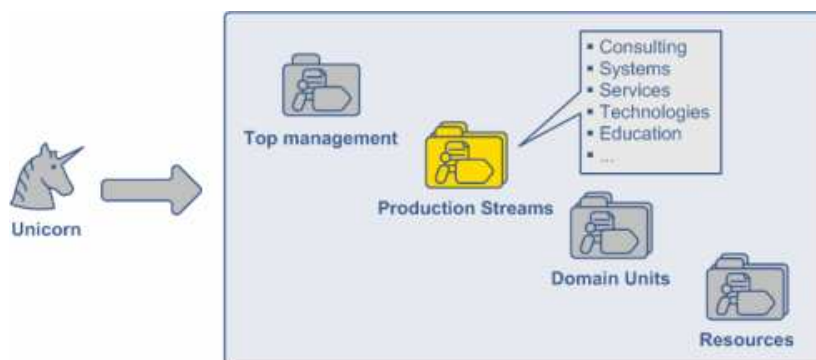 ▪ Consulting
▪ Systems
▪ Services
▪ Technologies
▪ Education
▪ ...
Top management
Production Streams
Unicorn
Domain Units
Resources